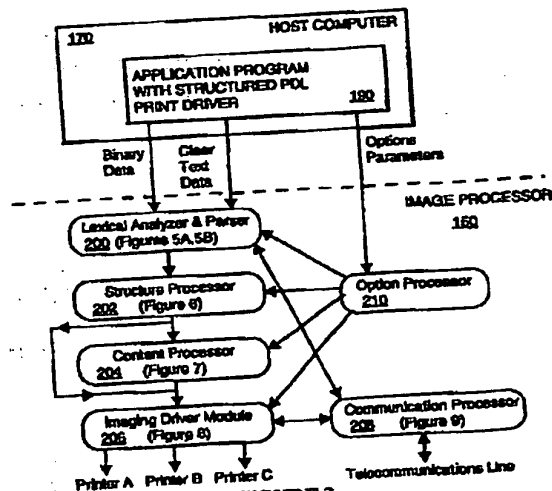 170
HOST COMPUTER
APPLICATION PROGRAM
WITH STRUCTURED PDL
PRINT DRIVER
190
Binary
Data
Clear
Text
Data
Options
Parameters
IMAGE PROCESSOR
150
Lexical Analyzer & Parser
200 (Figures 5A,5B)
Structure Processor
202 (Figure 6)
Option Processor
210
Content Processor
204 (Figure 7)
Imaging Driver Module
206 (Figure 8)
Communication Processor
208 (Figure 9)
Printer A Printer B Printer C
Telecommunications Line